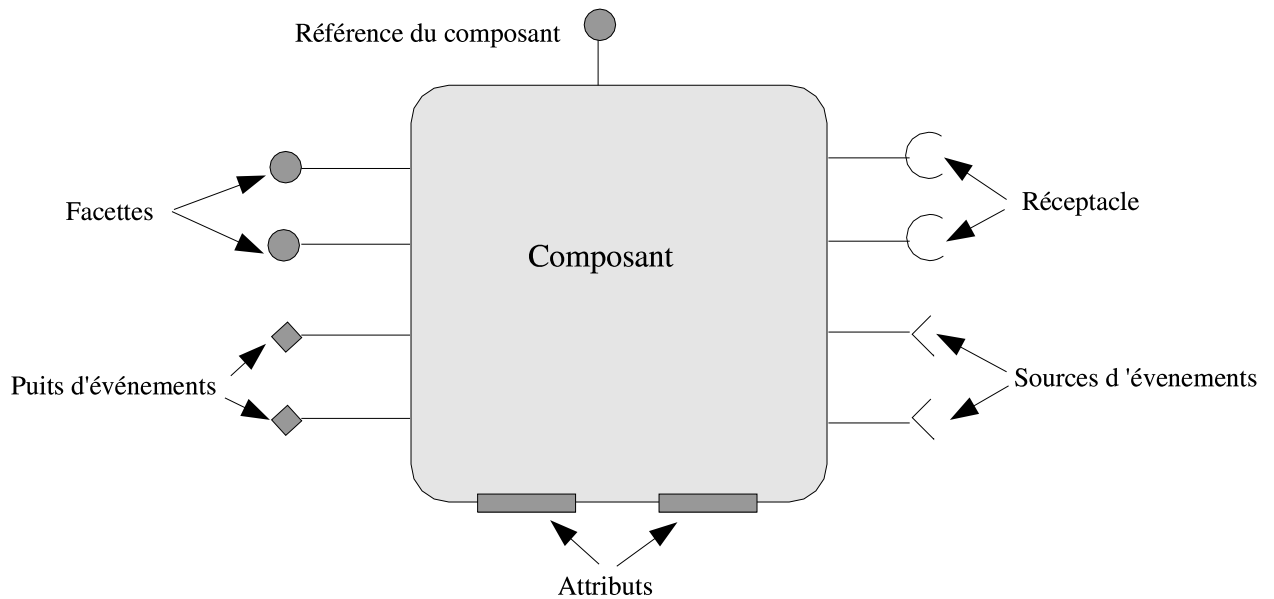 Référence du composant
Facettes
Réceptacle
Composant
Puits d'événements
Sources d 'évenements
Attributs